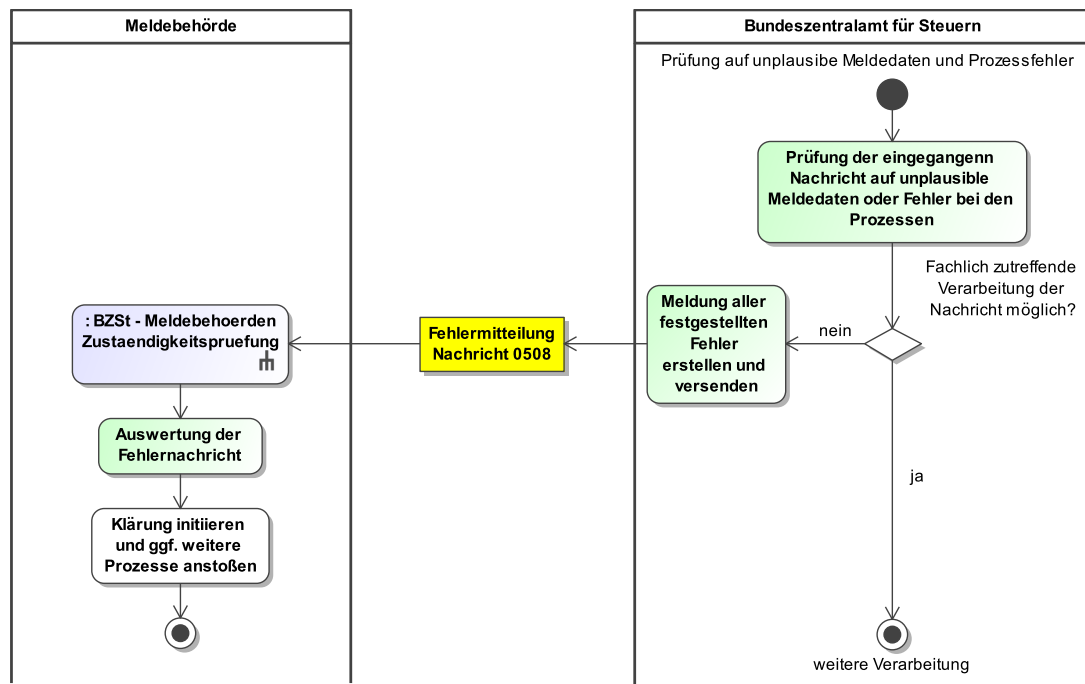 Meldebehörde
Bundeszentralamt für Steuern
Prüfung auf unplausibe Meldedaten und Prozessfehler
Prüfung der eingegangenn
Nachricht auf unplausible
Meldedaten oder Fehler bei den
Prozessen
Fachlich zutreffende
Verarbeitung der
Nachricht möglich?
nein
Meldung aller
festgestellten
Fehler
erstellen und
versenden
Fehlermitteilung
Nachricht 0508
: BZSt - Meldebehoerden
Zustaendigkeitspruefung
Auswertung der
Fehlernachricht
Klärung initiieren
und ggf. weitere
Prozesse anstoßen
ja
weitere Verarbeitung